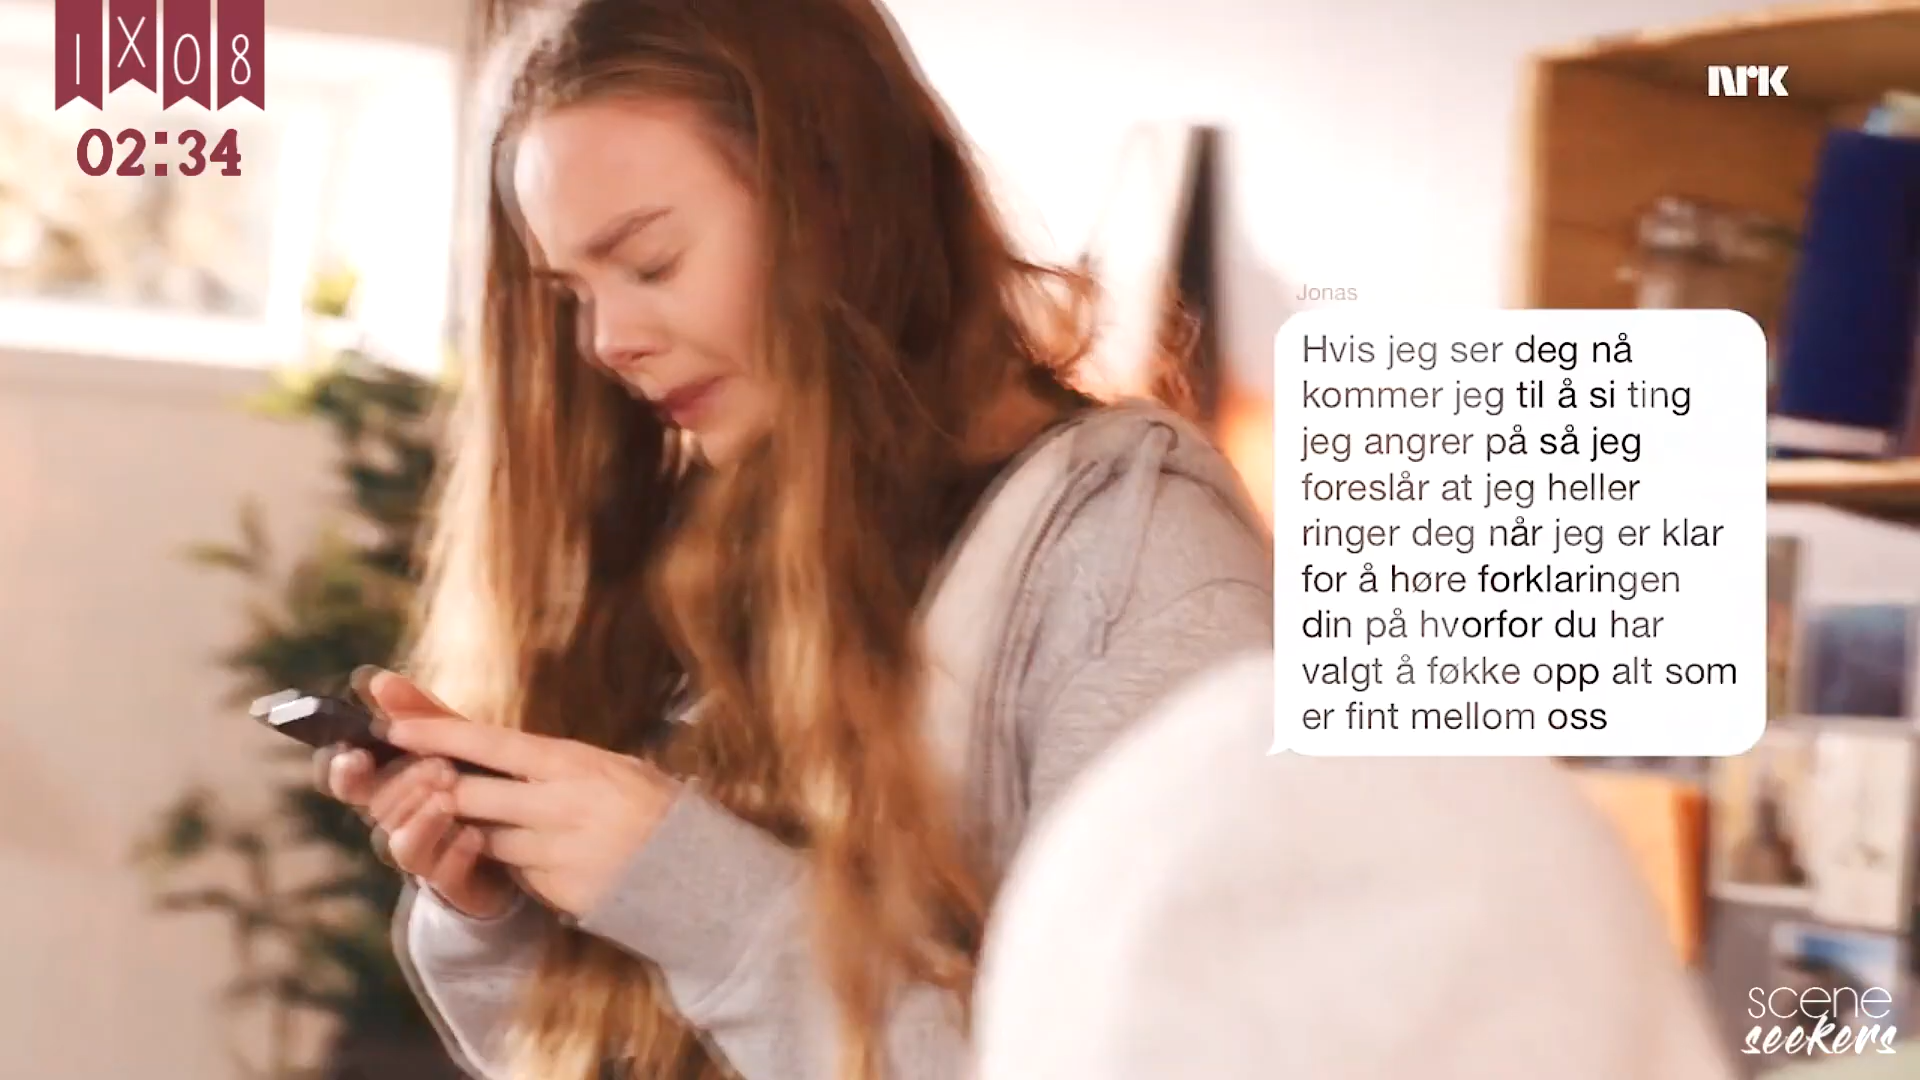 1X08
02:34
NRK
Jonas
Hvis jeg ser deg nå
kommer jeg til å si ting
jeg angrer på så jeg
foreslår at jeg heller
ringer deg når jeg er klar
for å høre forklaringen
din på hvorfor du har
valgt å føkke opp alt som
er fint mellom oss
scene
seekers